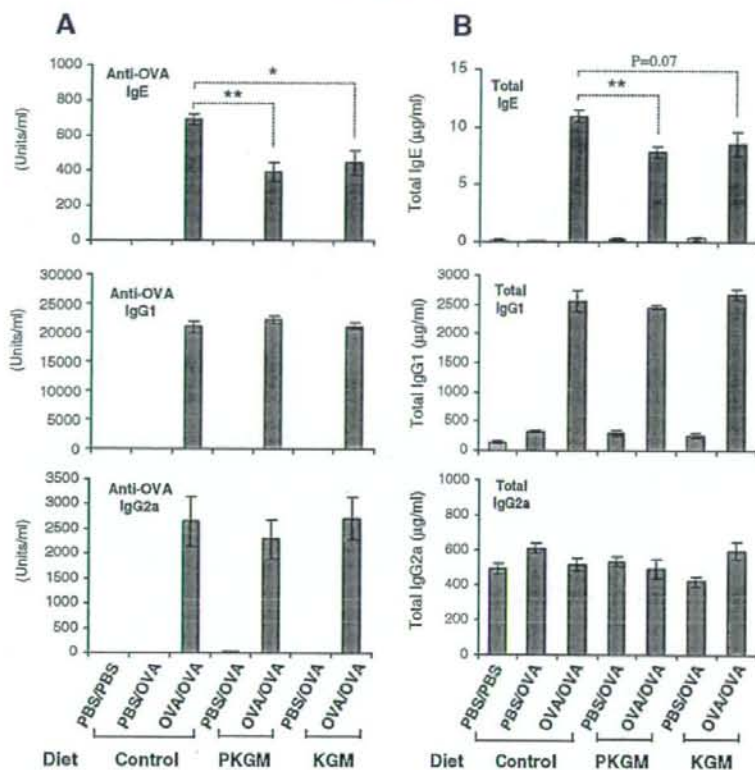 A
Anti-OVA
IgE
(Units/ml)
1000
800
600
400
200
0
*
**
Anti-OVA
IgG1
(Units/ml)
30000
25000
20000
15000
10000
5000
0
Anti-OVA
IgG2a
(Units/ml)
3500
3000
2500
2000
1500
1000
500
0
PBS/PBS
PBS/OVA
OVA/OVA
PBS/OVA
OVA/OVA
PBS/OVA
OVA/OVA
Diet Control PKGM KGM
B
Total
IgE
Total IgE (µg/ml)
15
10
5
0
P=0.07
**
Total
IgG1
Total IgG1 (µg/ml)
3000
2500
2000
1500
1000
500
0
Total
IgG2a
Total IgG2a (µg/ml)
1000
800
600
400
200
0
PBS/PBS
PBS/OVA
OVA/OVA
PBS/OVA
OVA/OVA
PBS/OVA
OVA/OVA
Diet Control PKGM KGM